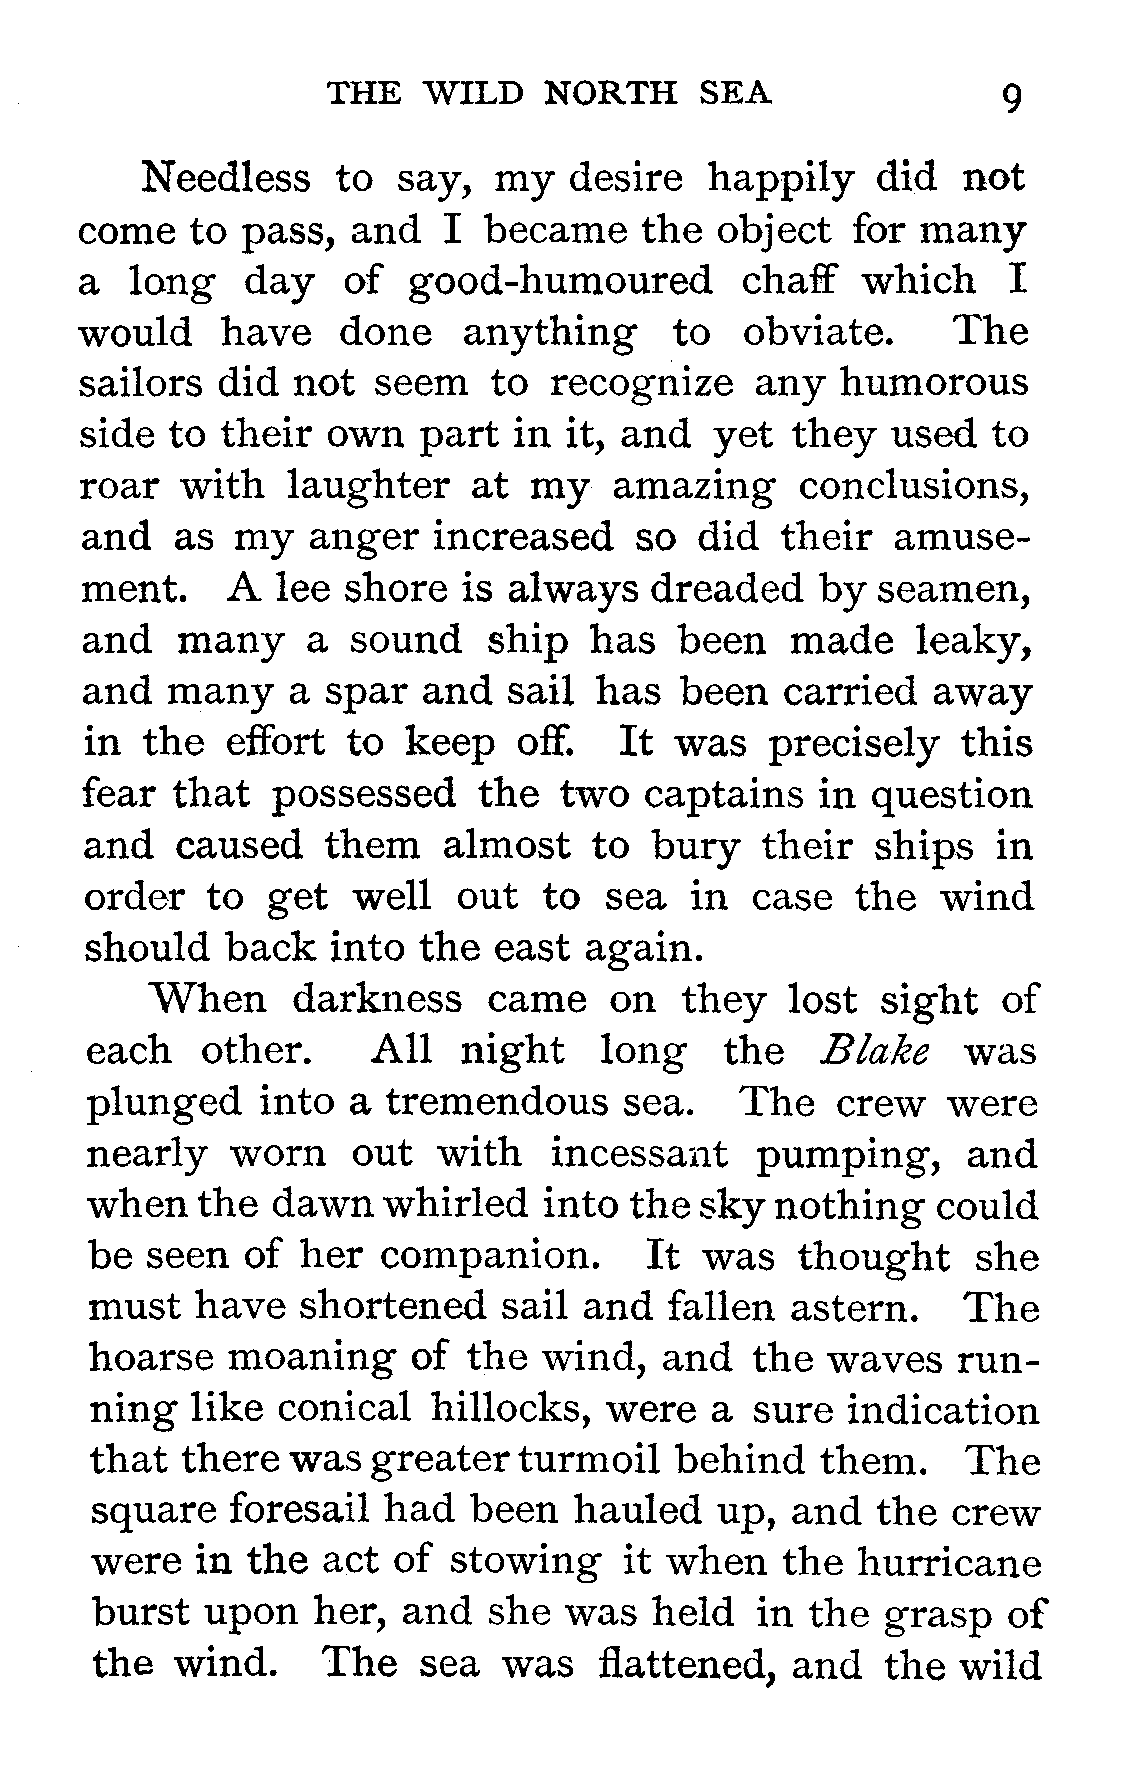 THE WILD NORTH SEA 9
Needless to say, my desire happily did not
come to pass, and I became the object for many
a long day of good-humoured chaff which I
would have done anything to obviate. The
sailors did not seem to recognize any humorous
side to their own part in it, and yet they used to
roar with laughter at my amazing conclusions,
and as my anger increased so did their amuse-
ment. A lee shore is always dreaded by seamen,
and many a sound ship has been made leaky,
and many a spar and sail has been carried away
in the effort to keep off. It was precisely this
fear that possessed the two captains in question
and caused them almost to bury their ships in
order to get well out to sea in case the wind
should back into the east again.
When darkness came on they lost sight of
each other. All night long the Blake was
plunged into a tremendous sea. The crew were
nearly worn out with incessant pumping, and
when the dawn whirled into the sky nothing could
be seen of her companion. It was thought she
must have shortened sail and fallen astern. The
hoarse moaning of the wind, and the waves run-
ning like conical hillocks, were a sure indication
that there was greater turmoil behind them. The
square foresail had been hauled up, and the crew
were in the act of stowing it when the hurricane
burst upon her, and she was held in the grasp of
the wind. The sea was flattened, and the wild